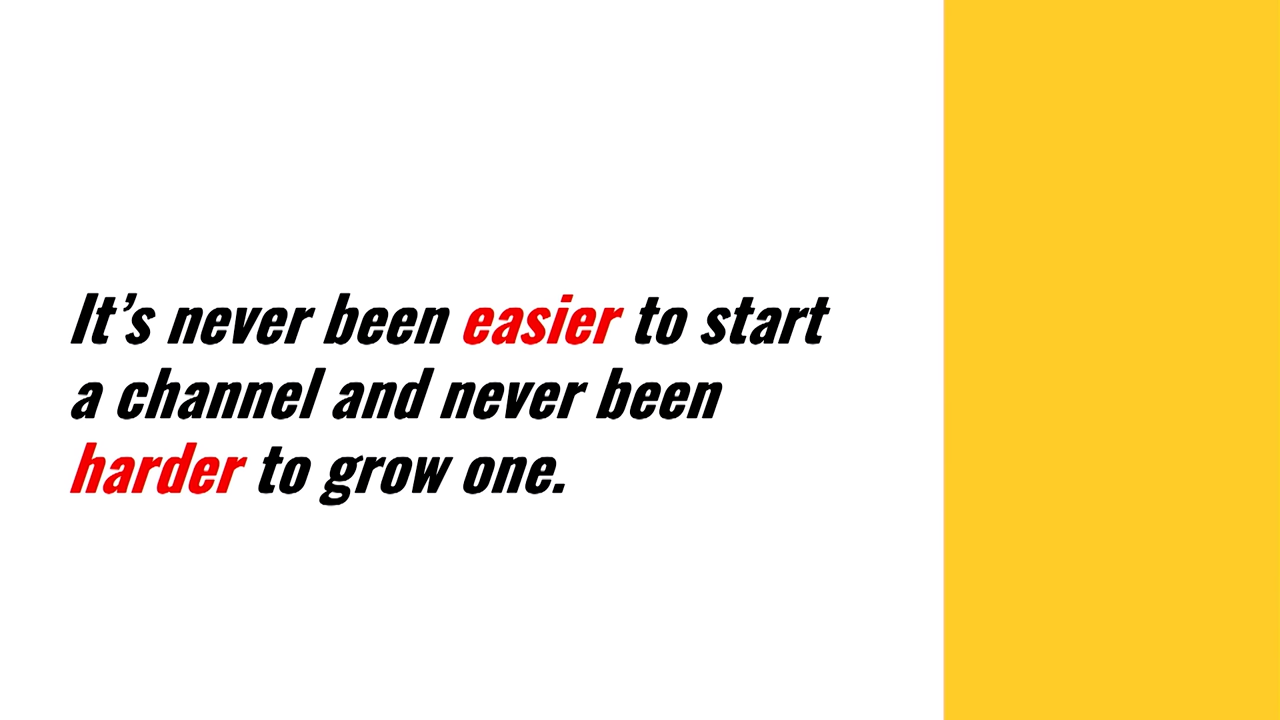 It’s never been easier to start
a channel and never been
harder to grow one.